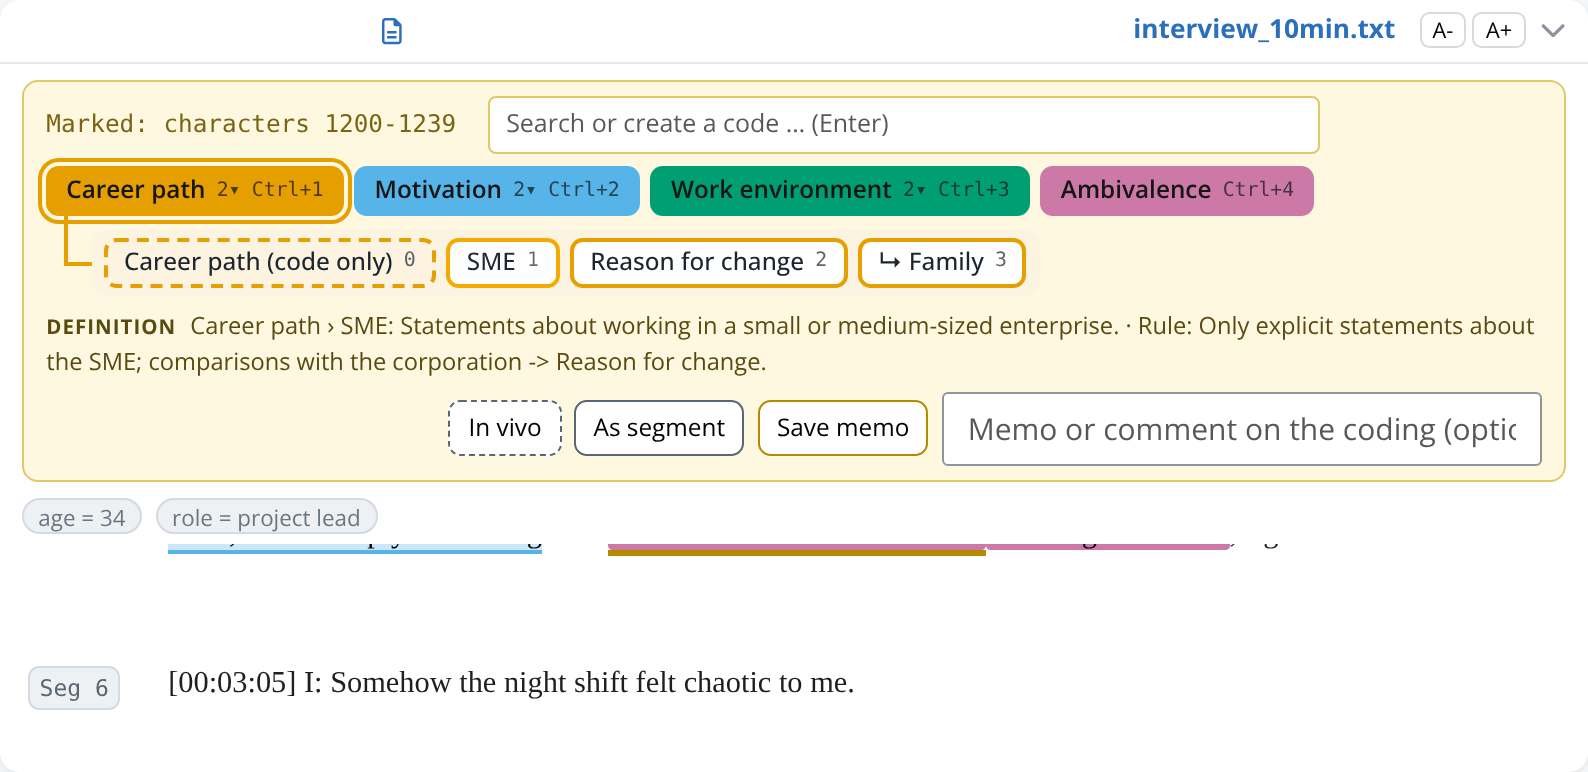 interview_10min.txt A- A+
Marked: characters 1200-1239 Search or create a code ... (Enter)
Career path 2▾ Ctrl+1 Motivation 2▾ Ctrl+2 Work environment 2▾ Ctrl+3 Ambivalence Ctrl+4
Career path (code only) 0 SME 1 Reason for change 2 ↳ Family 3
DEFINITION Career path › SME: Statements about working in a small or medium-sized enterprise. · Rule: Only explicit statements about
the SME; comparisons with the corporation -> Reason for change.
In vivo As segment Save memo Memo or comment on the coding (optic
age = 34 role = project lead
Seg 6 [00:03:05] I: Somehow the night shift felt chaotic to me.